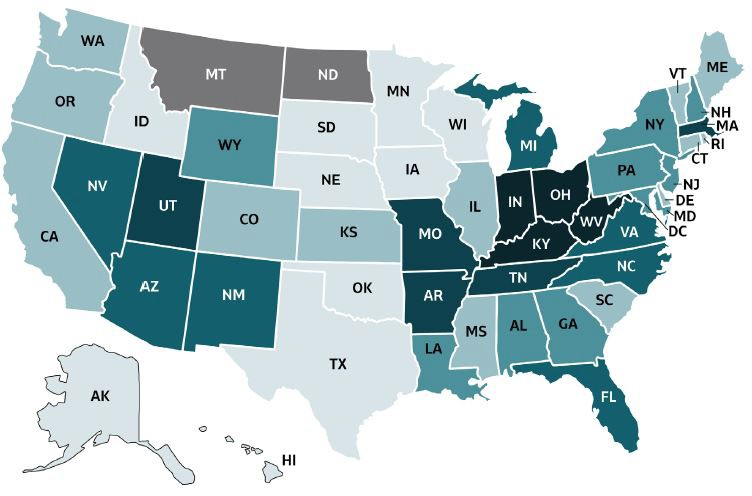 WA
MT
ND
MN
VT
ME
OR
ID
SD
WI
NY
NH
MA
RI
CT
WY
MI
NE
IA
PA
NJ
DE
MD
DC
NV
UT
CO
IL
IN
OH
WV
VA
CA
KS
MO
KY
NC
AZ
NM
OK
AR
TN
SC
MS
AL
GA
LA
TX
FL
AK
HI